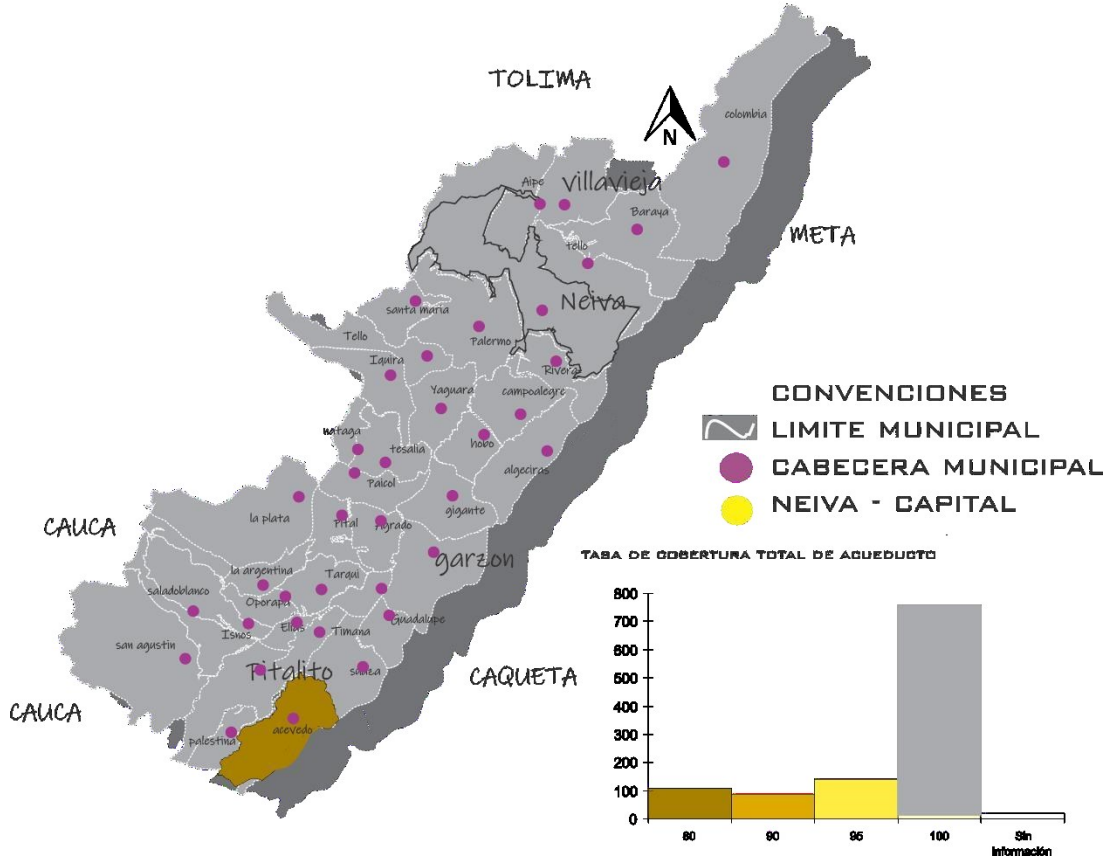 TOLIMA
N
colombia
Aipe
villavieja
Baraya
META
tello
Neiva
santa maria
Tello
Palermo
Iquira
Rivera
Yaguara
campoalegre
CONVENCIONES
LIMITE MUNICIPAL
CABECERA MUNICIPAL
NEIVA - CAPITAL
nataga
tesalia
hobo
algeciras
Paicol
gigante
la plata
Pital
Agrado
CAUCA
garzon
TASA DE COBERTURA TOTAL DE ACUEDUCTO
la argentina
Tarqui
saladoblanco
Oporapa
Guadalupe
Isnos
Elias
Timana
san agustin
Pitalito
suaza
CAQUETA
CAUCA
palestina
acevedo
800
700
600
500
400
300
200
100
0
80
90
95
100
Sin
información